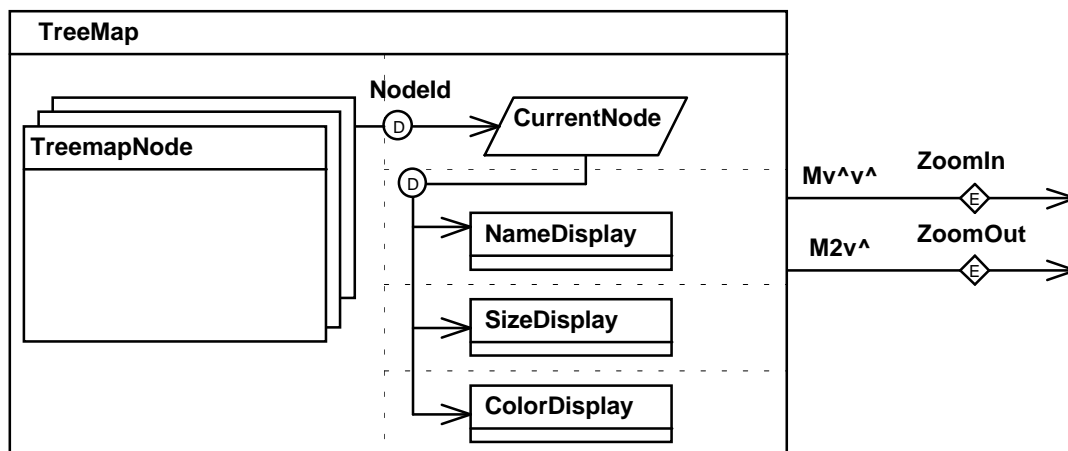 TreeMap
NodeId
D
CurrentNode
TreemapNode
D
Mv^v^
ZoomIn
E
NameDisplay
M2v^
ZoomOut
E
SizeDisplay
ColorDisplay